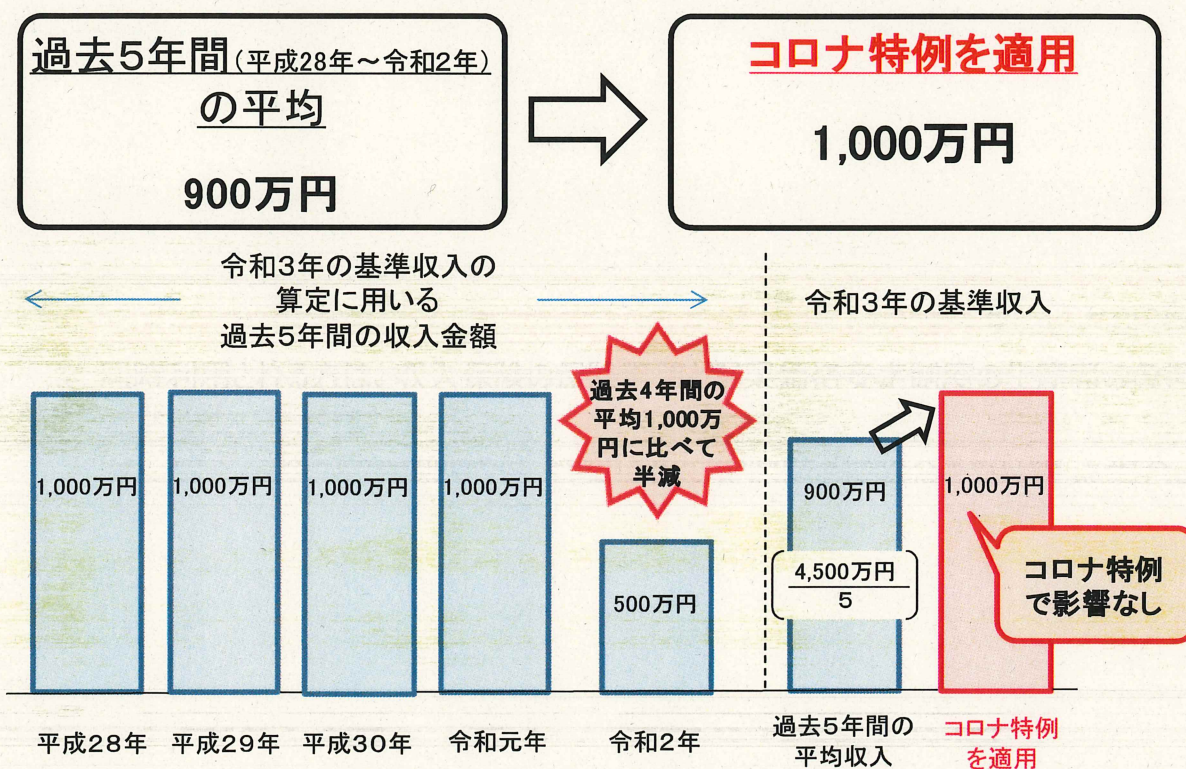 過去5年間(平成28年～令和2年)
の平均
900万円
コロナ特例を適用
1,000万円
令和3年の基準収入の
算定に用いる
過去5年間の収入金額
令和3年の基準収入
過去4年間の
平均1,000万
円に比べて
半減
1,000万円
1,000万円
1,000万円
1,000万円
500万円
900万円
4,500万円
5
1,000万円
コロナ特例
で影響なし
平成28年
平成29年
平成30年
令和元年
令和2年
過去5年間の
平均収入
コロナ特例
を適用